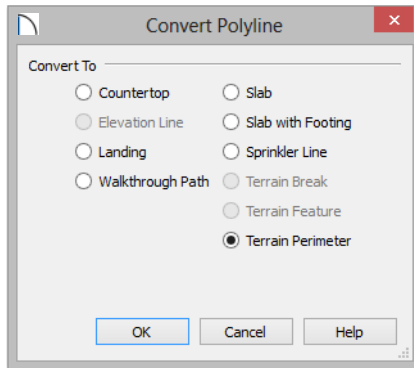 Convert Polyline
Convert To
Countertop
Slab
Elevation Line
Slab with Footing
Landing
Sprinkler Line
Walkthrough Path
Terrain Break
Terrain Feature
Terrain Perimeter
OK
Cancel
Help